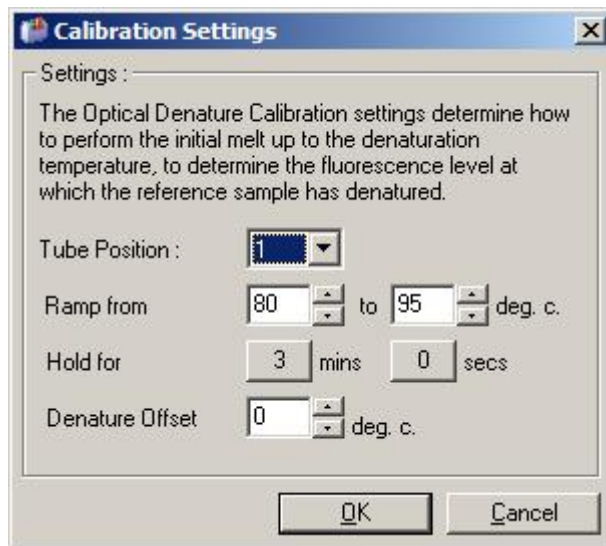 Calibration Settings
Settings :
The Optical Denature Calibration settings determine how
to perform the initial melt up to the denaturation
temperature, to determine the fluorescence level at
which the reference sample has denatured.
Tube Position : 1
Ramp from 80 to 95 deg. c.
Hold for 3 mins 0 secs
Denature Offset 0 deg. c.
OK Cancel